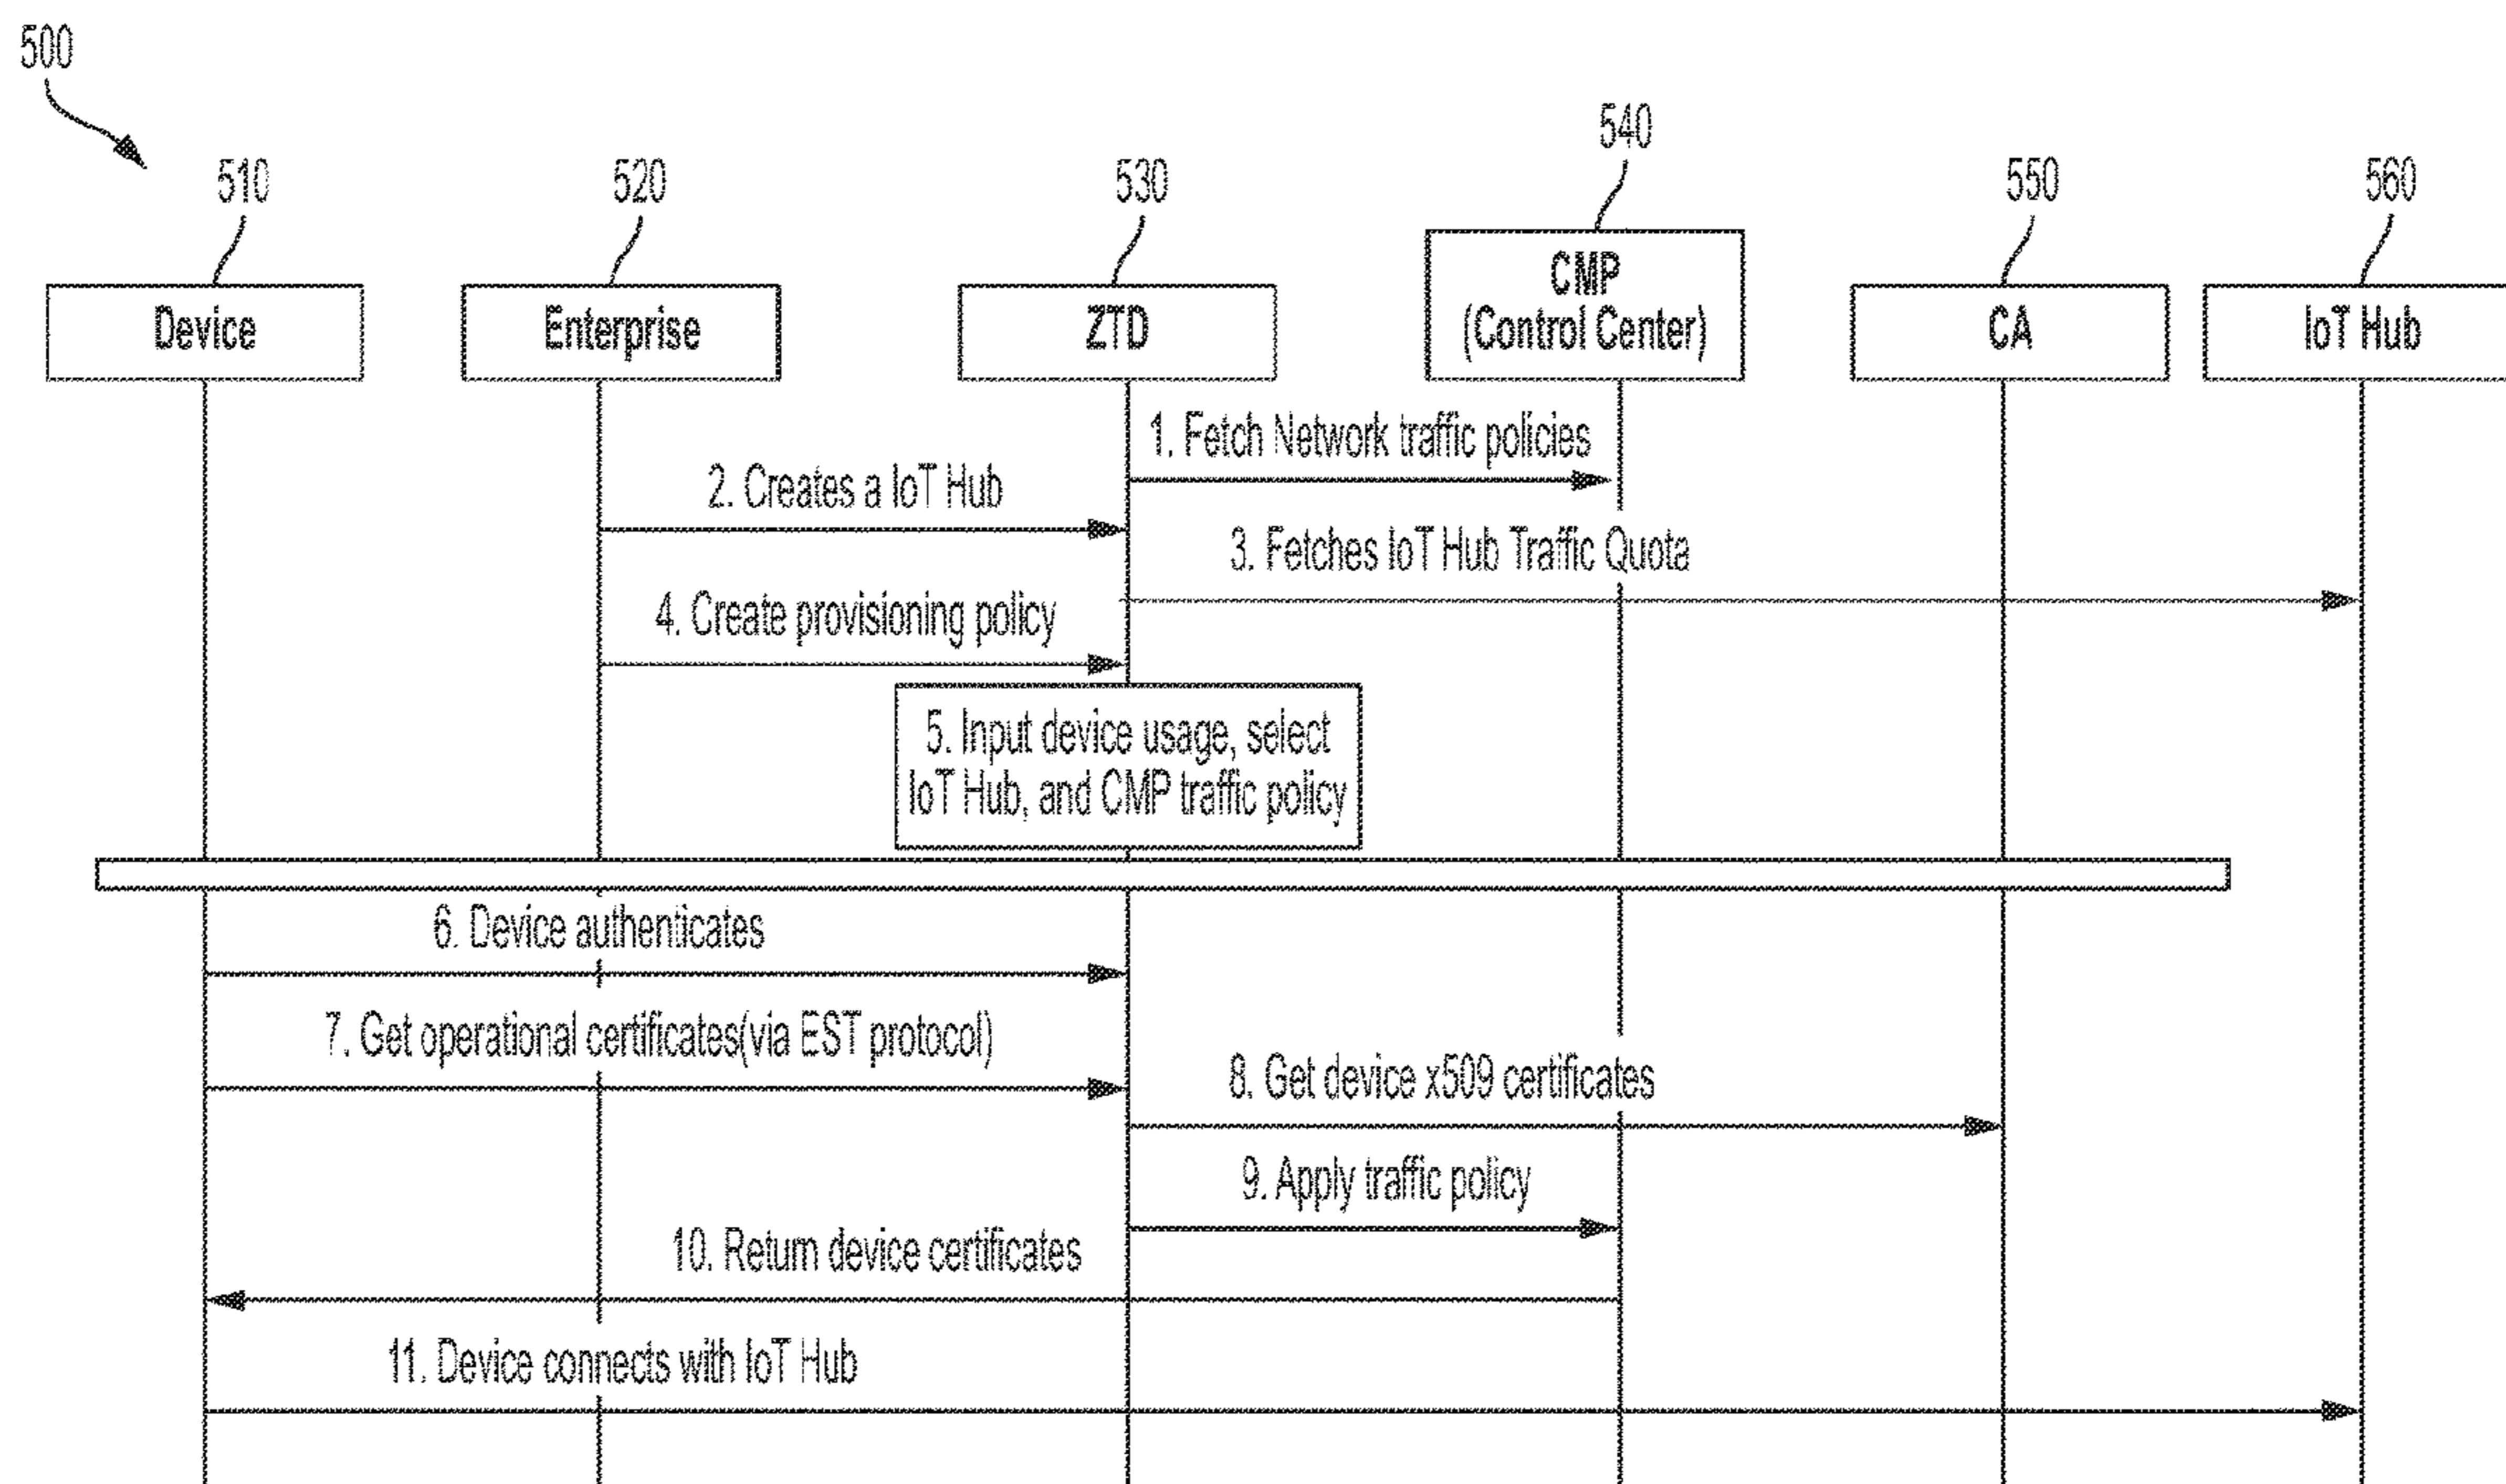 500
510
520
530
540
550
560
Device
Enterprise
ZTD
CMP
(Control Center)
CA
IoT Hub
1. Fetch Network traffic policies
2. Creates a IoT Hub
3. Fetches IoT Hub Traffic Quota
4. Create provisioning policy
5. Input device usage, select
IoT Hub, and CMP traffic policy
6. Device authenticates
7. Get operational certificates(via EST protocol)
8. Get device x509 certificates
9. Apply traffic policy
10. Return device certificates
11. Device connects with IoT Hub